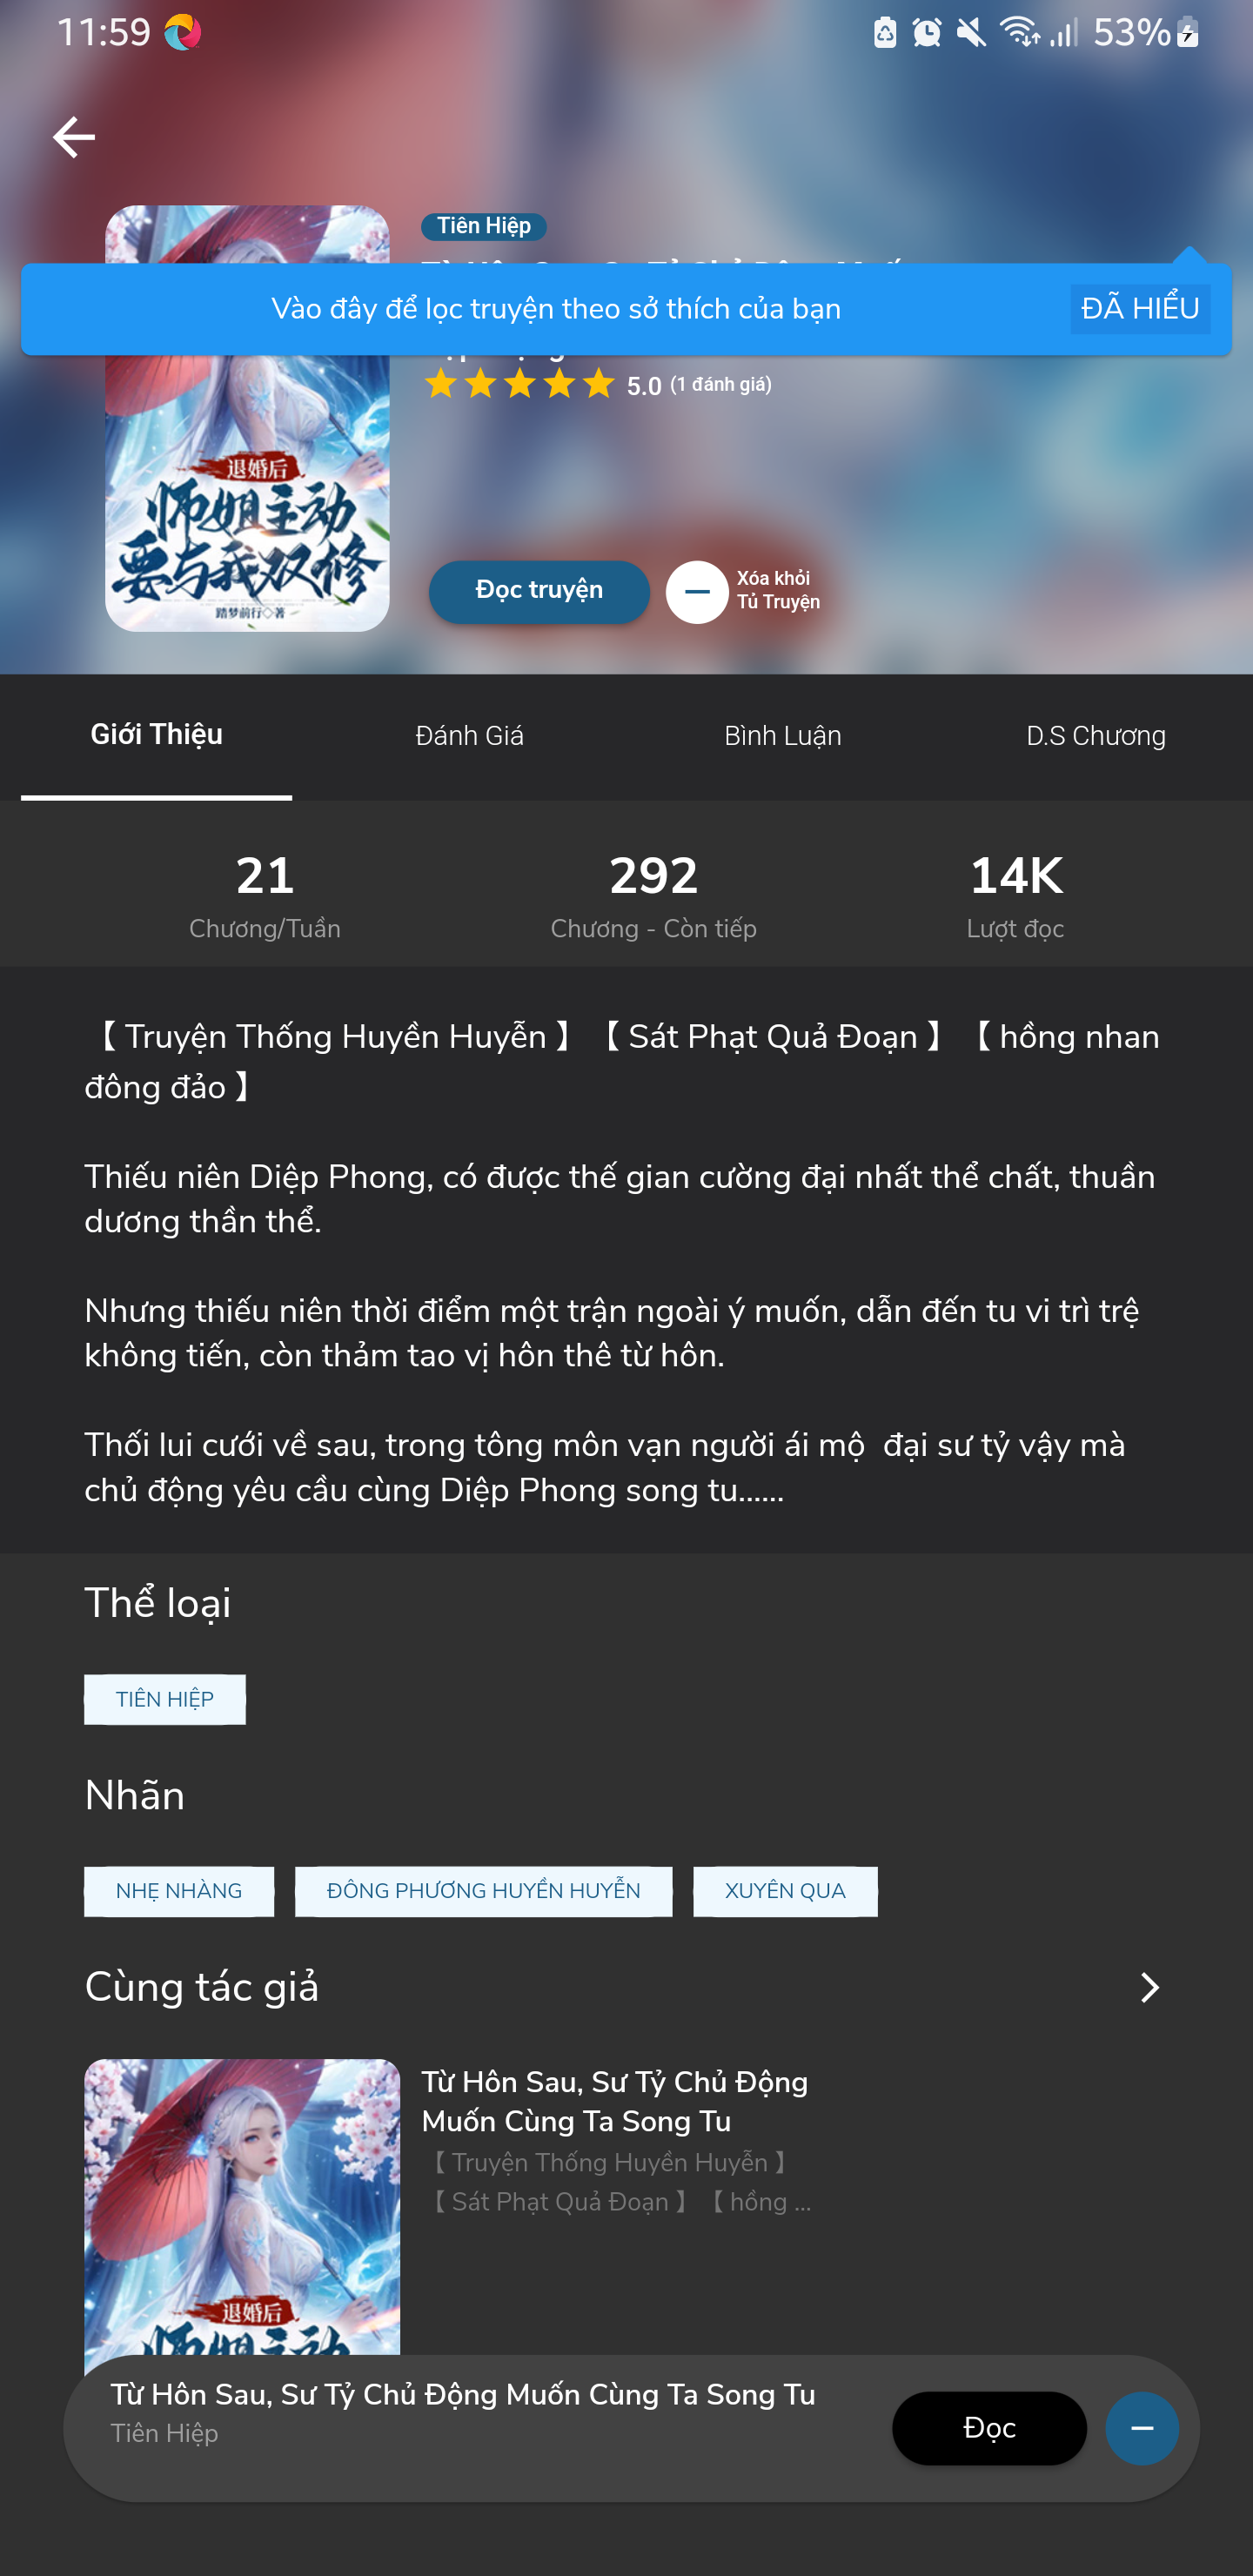 11:59
53%
Tiên Hiệp
Vào đây để lọc truyện theo sở thích của bạn
ĐÃ HIỂU
5.0 (1 đánh giá)
退婚后
师姐主动
要与我双修
踏梦前行◇著
Đọc truyện
Xóa khỏi
Tủ Truyện
Giới Thiệu
Đánh Giá
Bình Luận
D.S Chương
21
292
14K
Chương/Tuần
Chương - Còn tiếp
Lượt đọc
【 Truyện Thống Huyền Huyễn 】 【 Sát Phạt Quả Đoạn 】 【 hồng nhan
đông đảo 】
Thiếu niên Diệp Phong, có được thế gian cường đại nhất thể chất, thuần
dương thần thể.
Nhưng thiếu niên thời điểm một trận ngoài ý muốn, dẫn đến tu vi trì trệ
không tiến, còn thảm tao vị hôn thê từ hôn.
Thối lui cưới về sau, trong tông môn vạn người ái mộ  đại sư tỷ vậy mà
chủ động yêu cầu cùng Diệp Phong song tu......
Thể loại
TIÊN HIỆP
Nhãn
NHẸ NHÀNG
ĐÔNG PHƯƠNG HUYỀN HUYỄN
XUYÊN QUA
Cùng tác giả
Từ Hôn Sau, Sư Tỷ Chủ Động
Muốn Cùng Ta Song Tu
【 Truyện Thống Huyền Huyễn 】
【 Sát Phạt Quả Đoạn 】 【 hồng ...
退婚后
师姐主动
Từ Hôn Sau, Sư Tỷ Chủ Động Muốn Cùng Ta Song Tu
Tiên Hiệp
Đọc